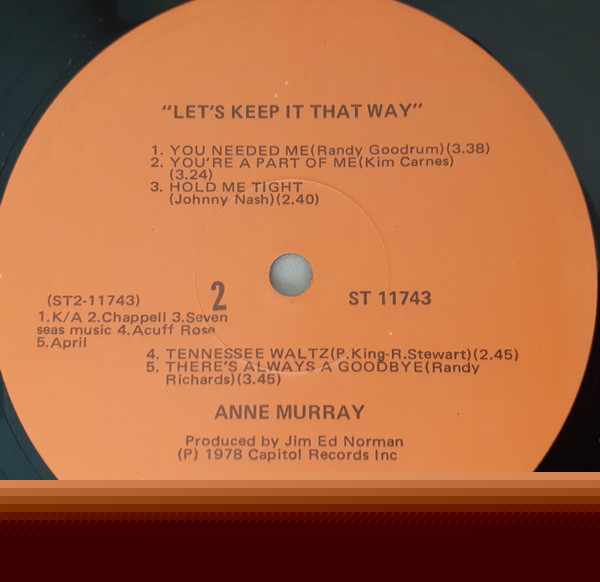 "LET'S KEEP IT THAT WAY"
1. YOU NEEDED ME(Randy Goodrum)(3.38)
2. YOU'RE A PART OF ME(Kim Carnes)
(3.24)
3. HOLD ME TIGHT
(Johnny Nash)(2.40)
(ST2-11743)
2
ST 11743
1.K/A 2.Chappell 3.Seven
seas music 4.Acuff Rose
5.April
4. TENNESSEE WALTZ(P.King-R.Stewart)(2.45)
5. THERE'S ALWAYS A GOODBYE(Randy
Richards)(3.45)
ANNE MURRAY
Produced by Jim Ed Norman
(P) 1978 Capitol Records Inc